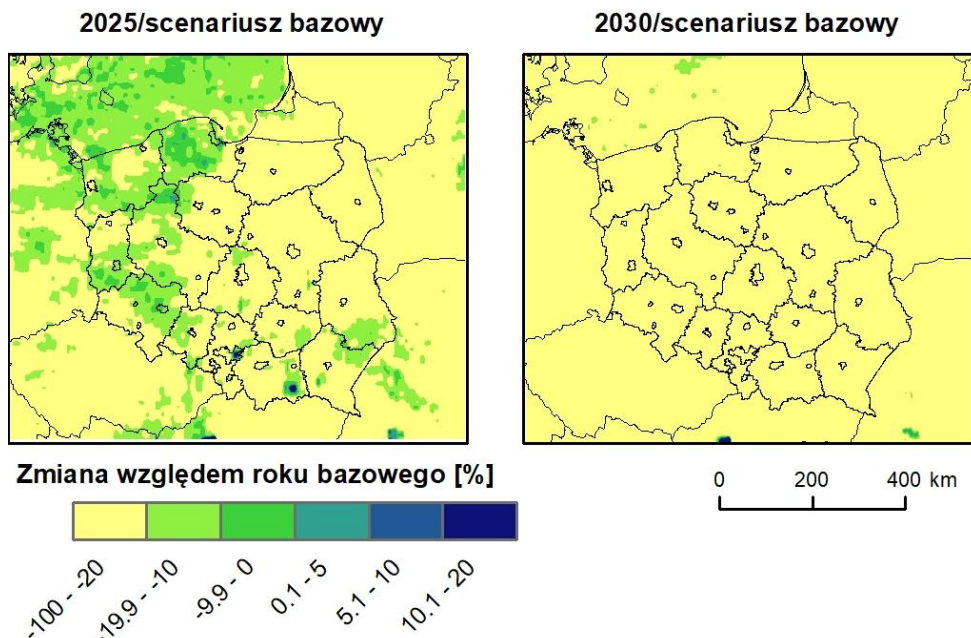 2025/scenariusz bazowy
2030/scenariusz bazowy
Zmiana względem roku bazowego [%]
0 200 400 km
-100 - -20
-19.9 - -10
-9.9 - 0
0.1 - 5
5.1 - 10
10.1 - 20